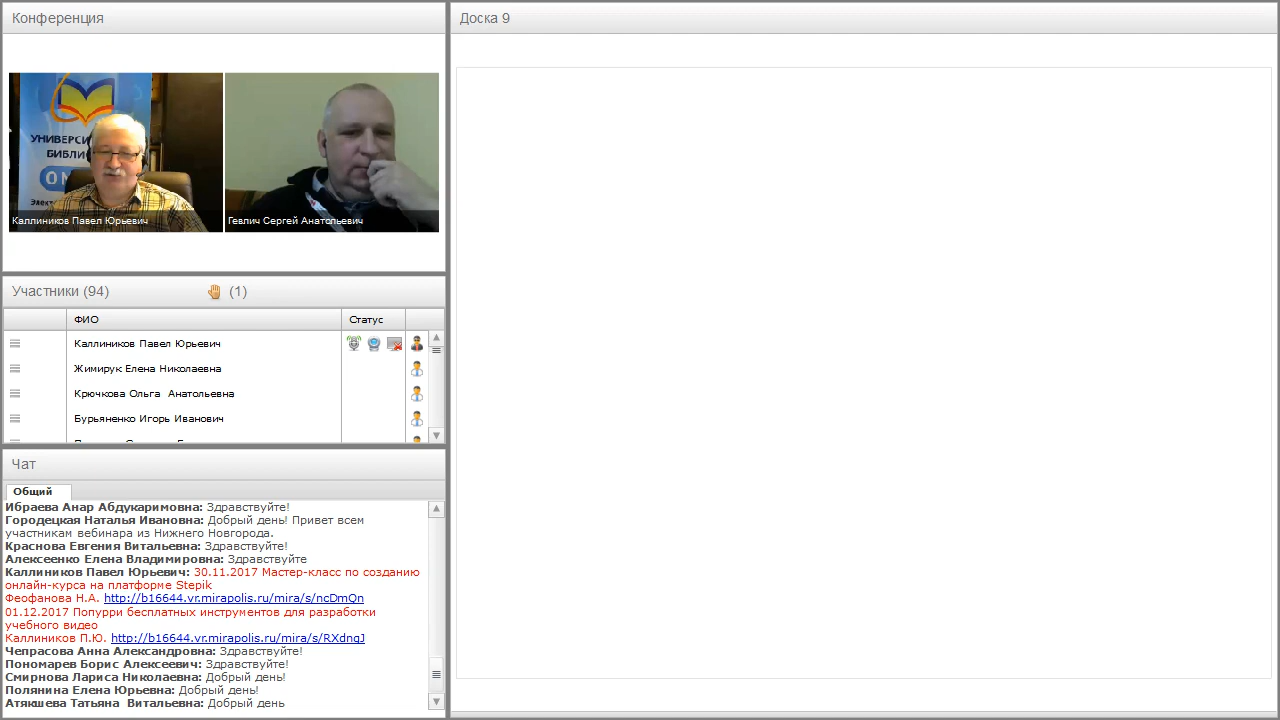 Конференция
УНИВЕРСИ
БИБЛИ
Каллиников Павел Юрьевич
Гевлич Сергей Анатольевич
Участники (94)
(1)
ФИО
Статус
Каллиников Павел Юрьевич
Жимирук Елена Николаевна
Крючкова Ольга Анатольевна
Бурьяненко Игорь Иванович
Чат
Общий
Ибраева Анар Абдукаримовна: Здравствуйте!
Городецкая Наталья Ивановна: Добрый день! Привет всем
участникам вебинара из Нижнего Новгорода.
Краснова Евгения Витальевна: Здравствуйте!
Алексеенко Елена Владимировна: Здравствуйте
Каллиников Павел Юрьевич: 30.11.2017 Мастер-класс по созданию
онлайн-курса на платформе Stepik
Феофанова Н.А. http://b16644.vr.mirapolis.ru/mira/s/ncDmQn
01.12.2017 Попурри бесплатных инструментов для разработки
учебного видео
Каллиников П.Ю. http://b16644.vr.mirapolis.ru/mira/s/RXdnqJ
Чепрасова Анна Александровна: Здравствуйте!
Пономарев Борис Алексеевич: Здравствуйте!
Смирнова Лариса Николаевна: Добрый день!
Полянина Елена Юрьевна: Добрый день!
Атякшева Татьяна Витальевна: Добрый день
Доска 9